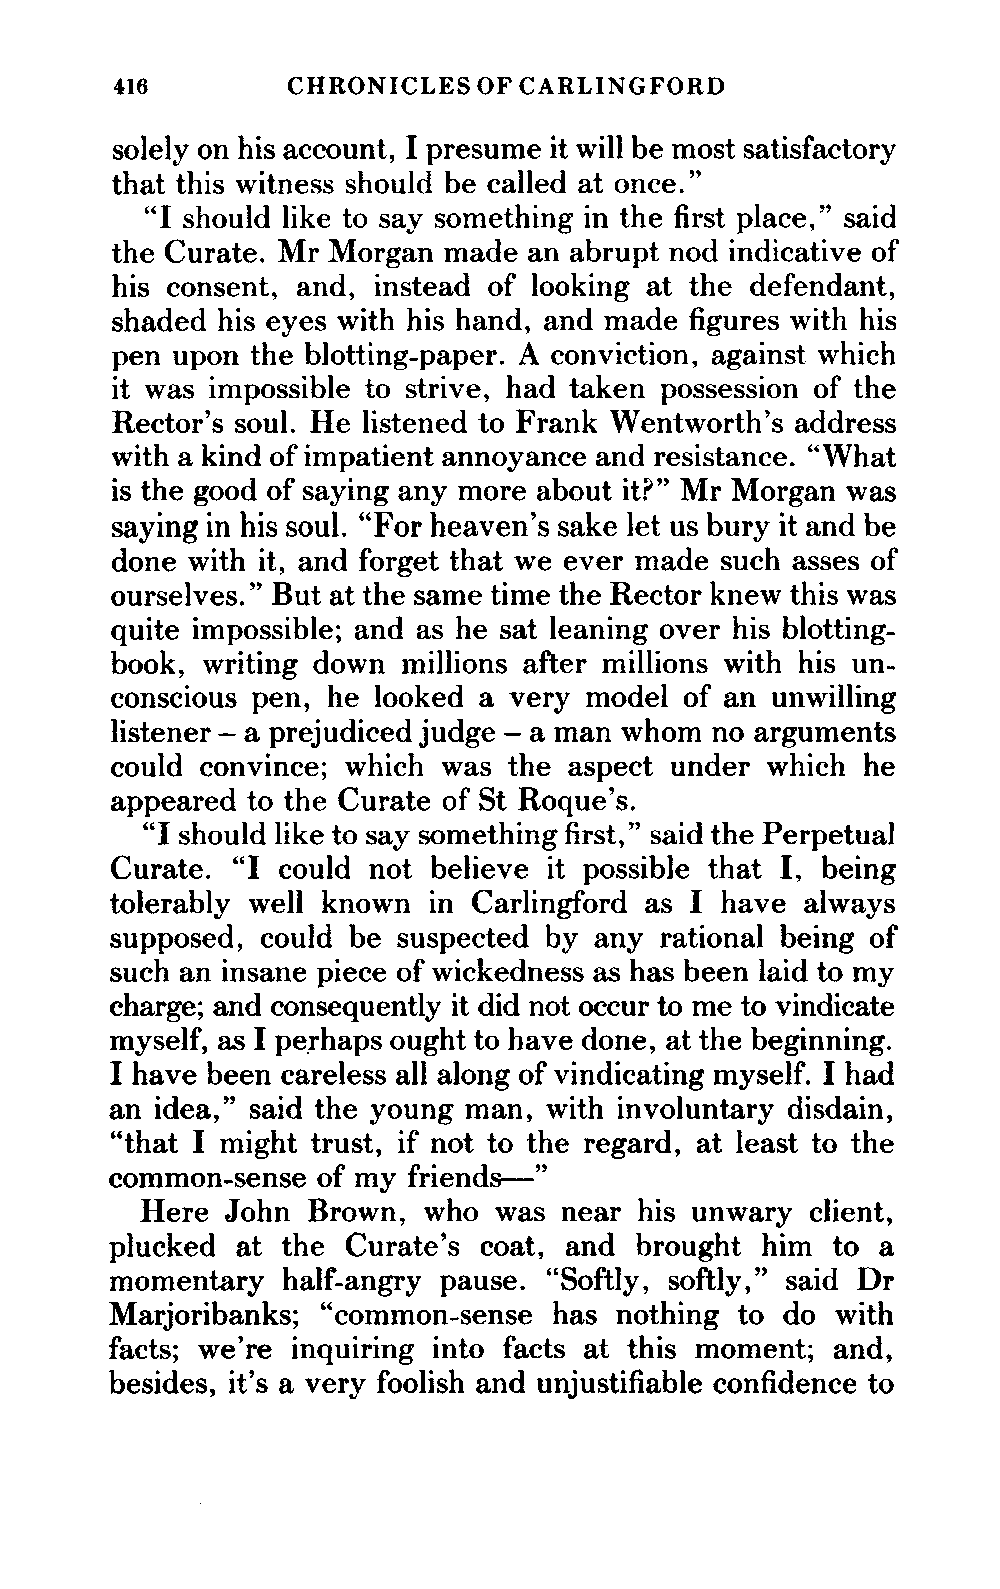 416 CHRONICLES OF CARLINGFORD
solely on his account, I presume it will be most satisfactory
that this witness should be called at once.”
“I should like to say something in the first place,” said
the Curate. Mr Morgan made an abrupt nod indicative of
his consent, and, instead of looking at the defendant,
shaded his eyes with his hand, and made figures with his
pen upon the blotting-paper. A conviction, against which
it was impossible to strive, had taken possession of the
Rector’s soul. He listened to Frank Wentworth’s address
with a kind of impatient annoyance and resistance. “What
is the good of saying any more about it?” Mr Morgan was
saying in his soul. “For heaven’s sake let us bury it and be
done with it, and forget that we ever made such asses of
ourselves.” But at the same time the Rector knew this was
quite impossible; and as he sat leaning over his blotting-
book, writing down millions after millions with his un-
conscious pen, he looked a very model of an unwilling
listener – a prejudiced judge – a man whom no arguments
could convince; which was the aspect under which he
appeared to the Curate of St Roque’s.
“I should like to say something first,” said the Perpetual
Curate. “I could not believe it possible that I, being
tolerably well known in Carlingford as I have always
supposed, could be suspected by any rational being of
such an insane piece of wickedness as has been laid to my
charge; and consequently it did not occur to me to vindicate
myself, as I perhaps ought to have done, at the beginning.
I have been careless all along of vindicating myself. I had
an idea,” said the young man, with involuntary disdain,
“that I might trust, if not to the regard, at least to the
common-sense of my friends—”
Here John Brown, who was near his unwary client,
plucked at the Curate’s coat, and brought him to a
momentary half-angry pause. “Softly, softly,” said Dr
Marjoribanks; “common-sense has nothing to do with
facts; we’re inquiring into facts at this moment; and,
besides, it’s a very foolish and unjustifiable confidence to